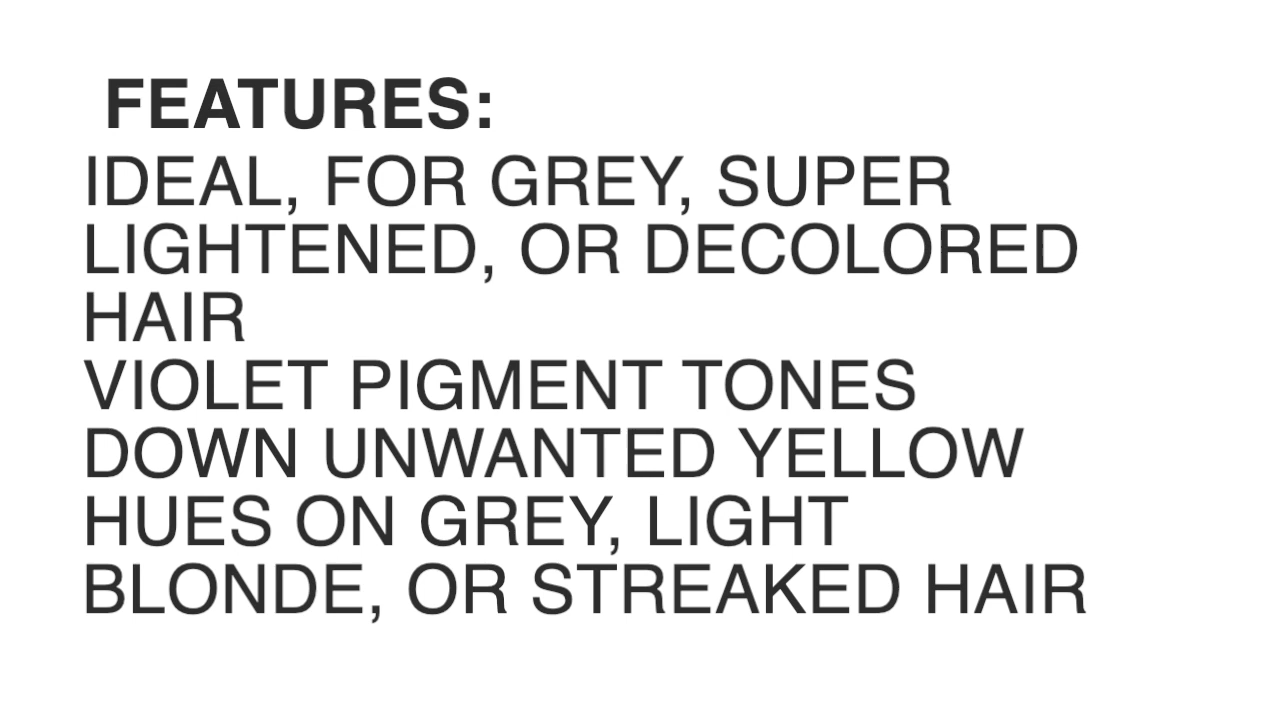 FEATURES:
IDEAL, FOR GREY, SUPER
LIGHTENED, OR DECOLORED
HAIR
VIOLET PIGMENT TONES
DOWN UNWANTED YELLOW
HUES ON GREY, LIGHT
BLONDE, OR STREAKED HAIR